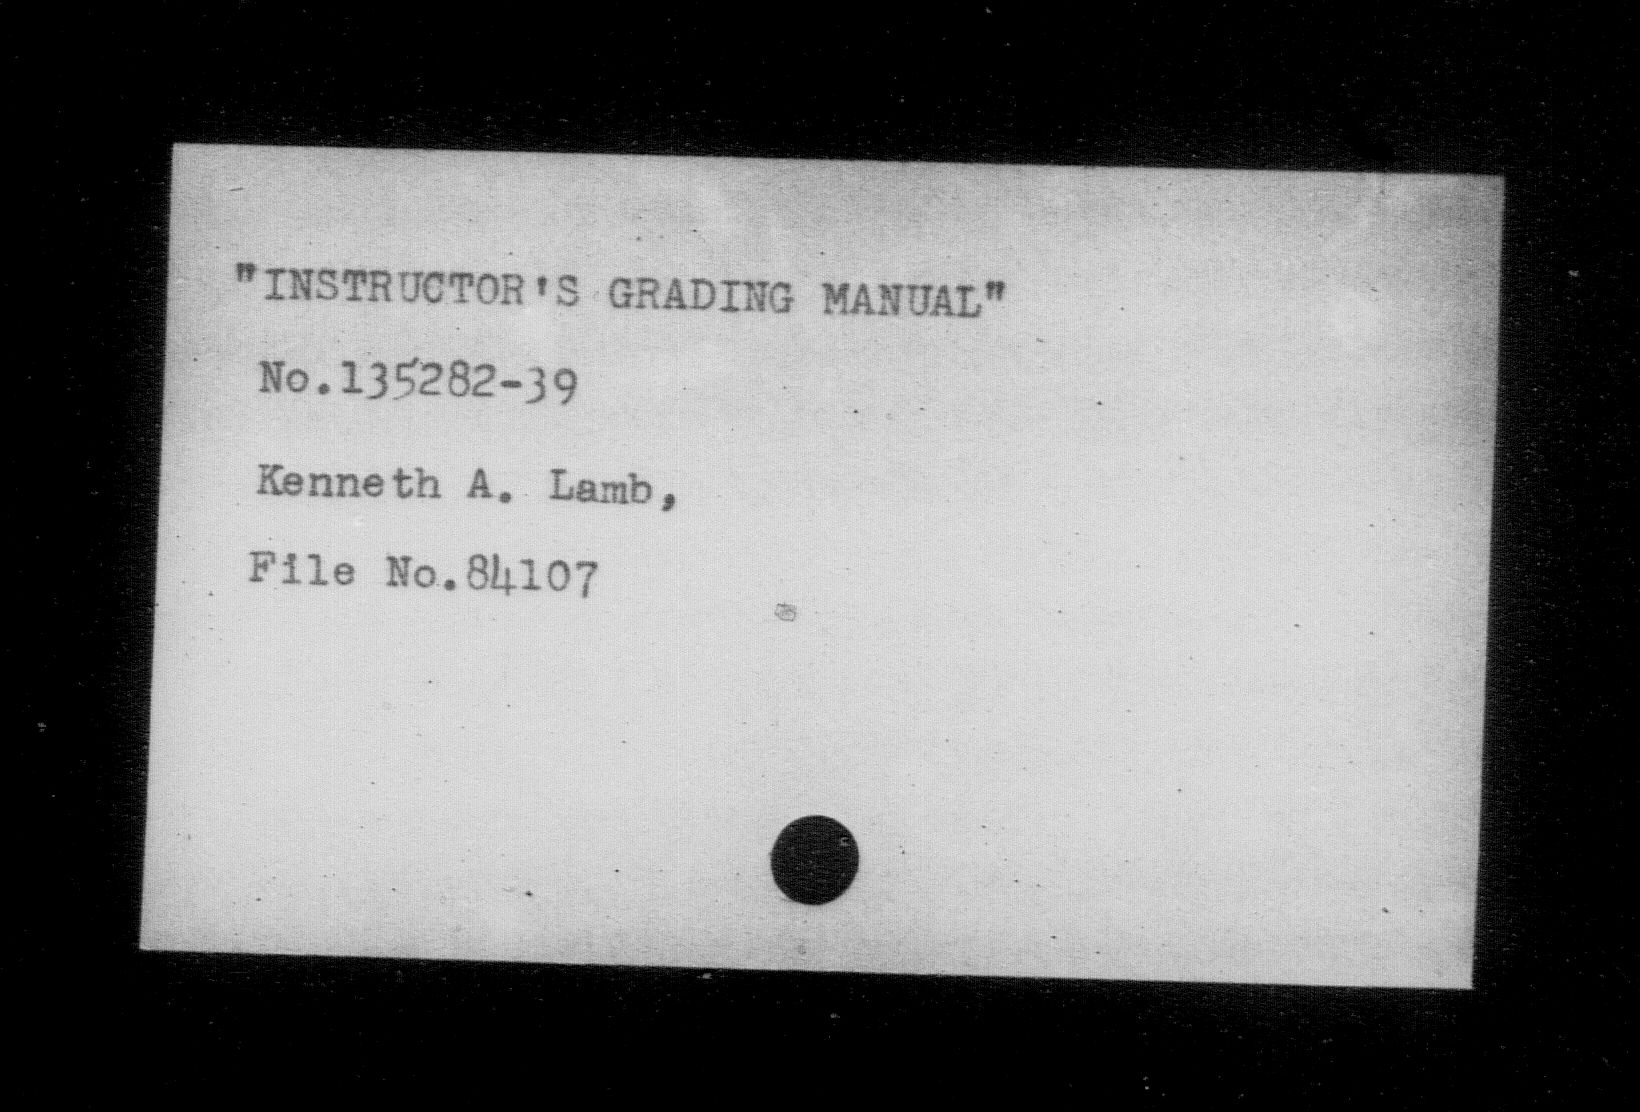 "INSTRUCTOR'S GRADING MANUAL"
No.135282-39
Kenneth A. Lamb,
File No.84107